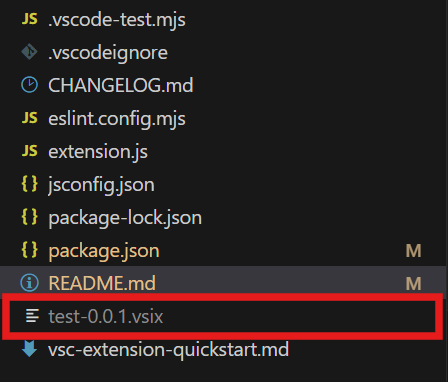 JS .vscode-test.mjs
.vscodeignore
CHANGELOG.md
JS eslint.config.mjs
JS extension.js
{} jsconfig.json
{} package-lock.json
{} package.json M
README.md M
test-0.0.1.vsix
vsc-extension-quickstart.md